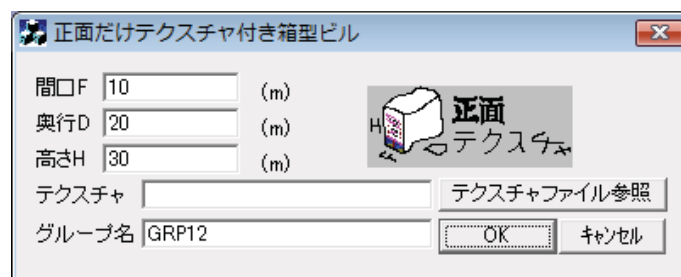 正面だけテクスチャ付き箱型ビル
間口F 10 (m)
奥行D 20 (m)
高さH 30 (m)
H 正面
テクスチャ
F
テクスチャ テクスチャファイル参照
グループ名 GRP12 OK キャンセル